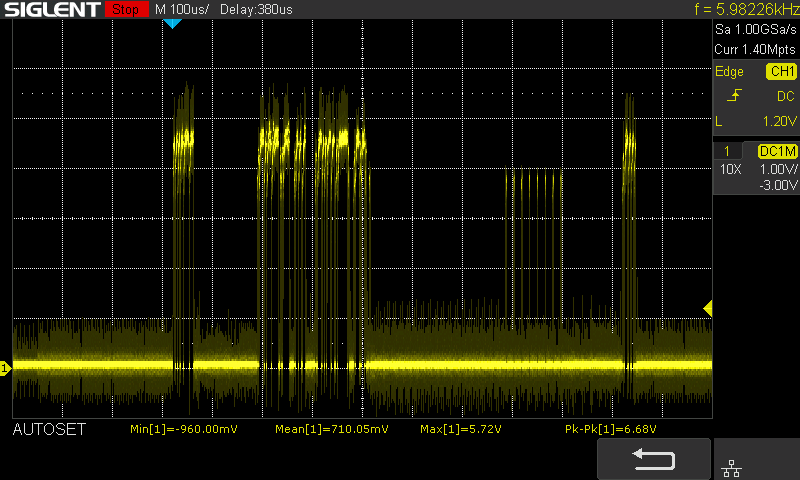 SIGLENT Stop M 100us/ Delay:380us f = 5.98226kHz
Sa 1.00GSa/s
Curr 1.40Mpts
Edge CH1
DC
L 1.20V
1 DC1M
10X 1.00V/
-3.00V
1
AUTOSET Min[1]=-960.00mV Mean[1]=710.05mV Max[1]=5.72V Pk-Pk[1]=6.68V